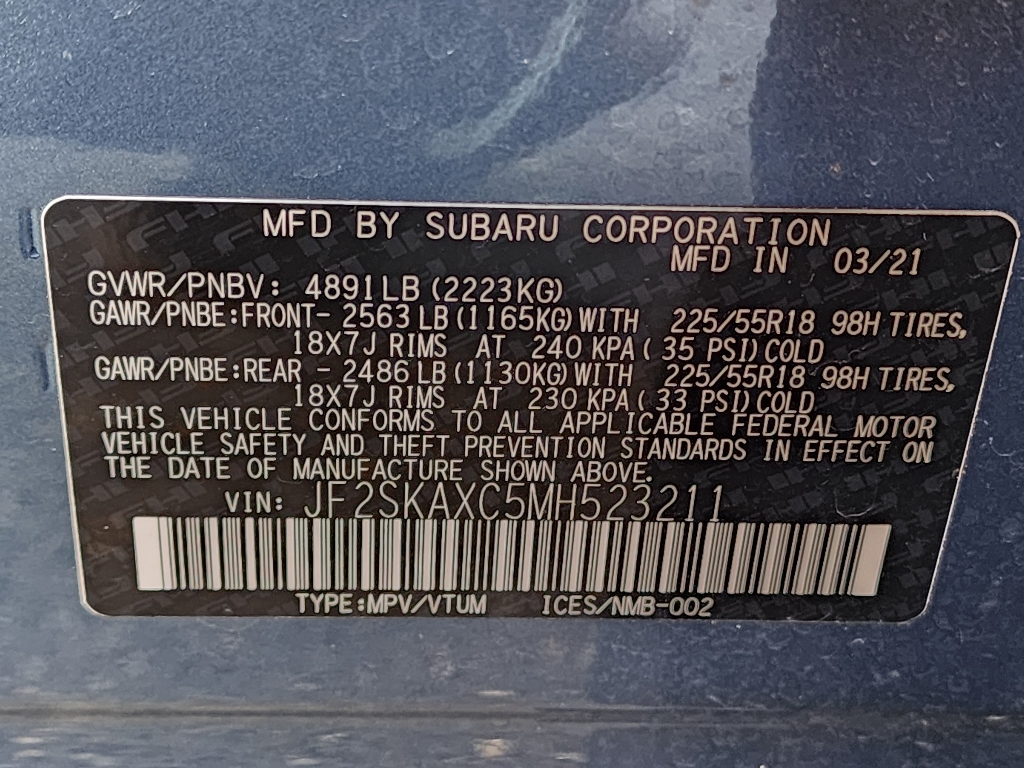 MFD BY SUBARU CORPORATION
MFD IN 03/21
GVWR/PNBV: 4891LB (2223KG)
GAWR/PNBE:FRONT- 2563 LB (1165KG) WITH 225/55R18 98H TIRES,
18X7J RIMS AT 240 KPA ( 35 PSI) COLD
GAWR/PNBE:REAR - 2486 LB (1130KG) WITH 225/55R18 98H TIRES,
18X7J RIMS AT 230 KPA ( 33 PSI) COLD
THIS VEHICLE CONFORMS TO ALL APPLICABLE FEDERAL MOTOR
VEHICLE SAFETY AND THEFT PREVENTION STANDARDS IN EFFECT ON
THE DATE OF MANUFACTURE SHOWN ABOVE.
VIN: JF2SKAXC5MH523211
TYPE:MPV/VTUM ICES/NMB-002